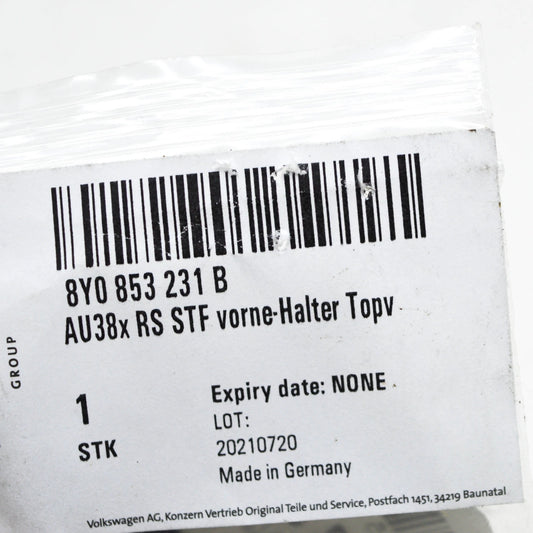 8Y0 853 231 B
AU38x RS STF vorne-Halter Topv
GROUP
1
STK
Expiry date: NONE
LOT:
20210720
Made in Germany
Volkswagen AG, Konzern Vertrieb Original Teile und Service, Postfach 1451, 34219 Baunatal